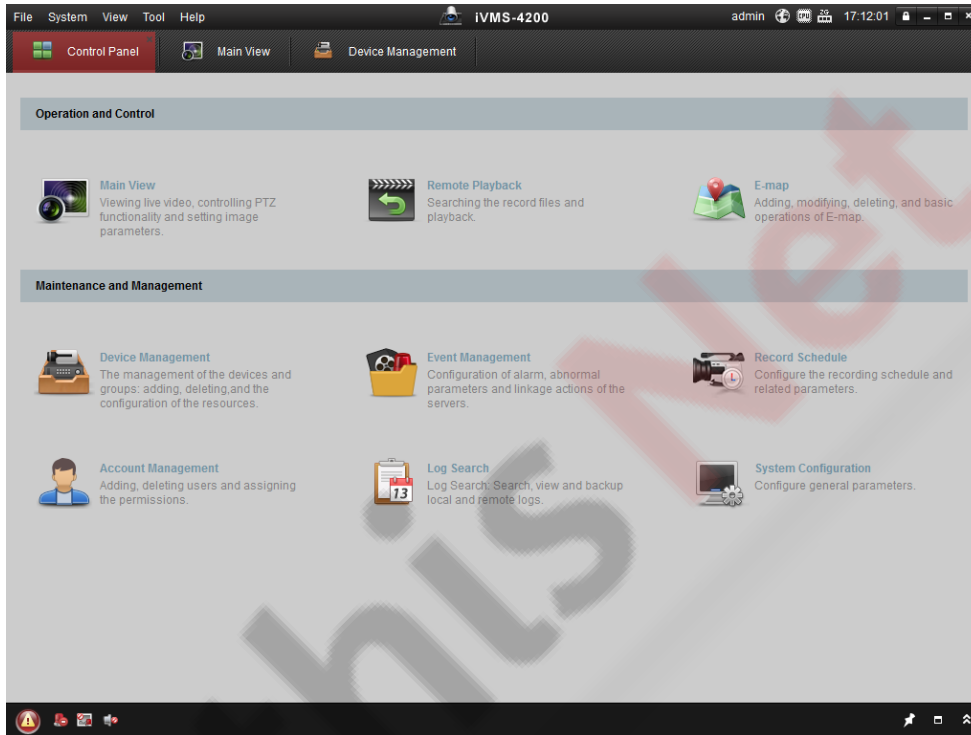 File System View Tool Help
iVMS-4200
admin
2G
17:12:01
Control Panel
Main View
Device Management
Operation and Control
Main View
Viewing live video, controlling PTZ
functionality and setting image
parameters.
Remote Playback
Searching the record files and
playback.
E-map
Adding, modifying, deleting, and basic
operations of E-map.
Maintenance and Management
Device Management
The management of the devices and
groups: adding, deleting,and the
configuration of the resources.
Event Management
Configuration of alarm, abnormal
parameters and linkage actions of the
servers.
Record Schedule
Configure the recording schedule and
related parameters.
Account Management
Adding, deleting users and assigning
the permissions.
13
Log Search
Log Search: Search, view and backup
local and remote logs.
System Configuration
Configure general parameters.
his Net